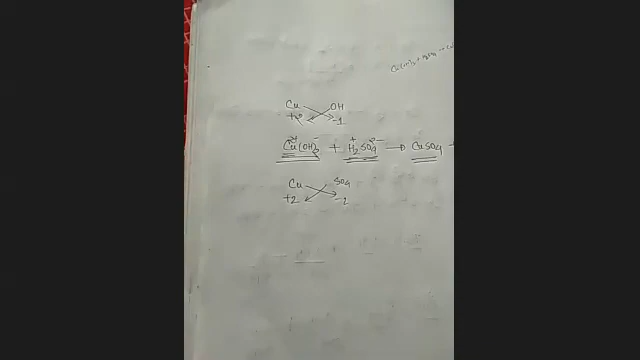 Cu OH
+2 -1
Cu(OH)₂ + H₂SO₄ → CuSO₄ +
Cu SO₄
+2 -2